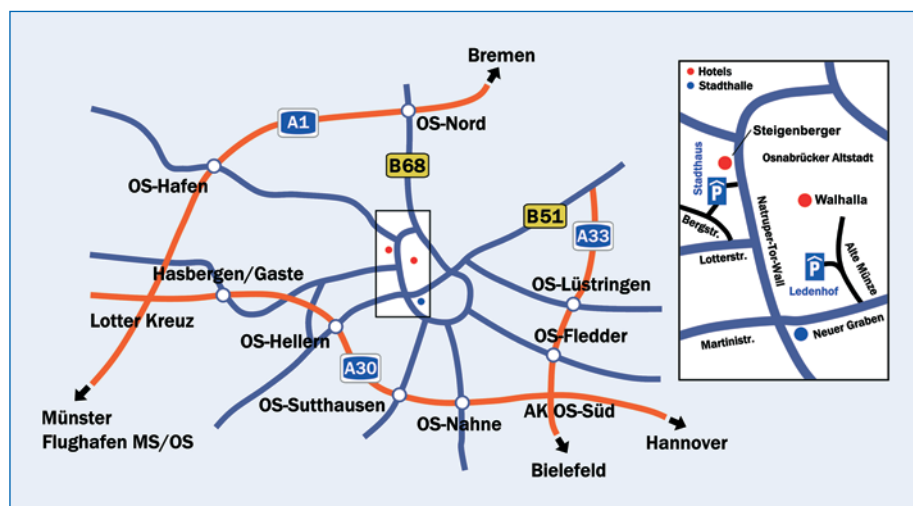 Bremen
A1
OS-Nord
B68
OS-Hafen
B51
A33
Hasbergen/Gaste
OS-Lüstringen
Lotter Kreuz
OS-Hellern
OS-Fledder
A30
OS-Sutthausen
OS-Nahne
AK OS-Süd
Münster
Flughafen MS/OS
Hannover
Bielefeld
Hotels
Stadthalle
Steigenberger
Osnabrücker Altstadt
Stadthaus
P
Walhalla
Bergstr.
Natruper-Tor-Wall
Lotterstr.
P
Ledenhof
Alte Münze
Martinistr.
Neuer Graben